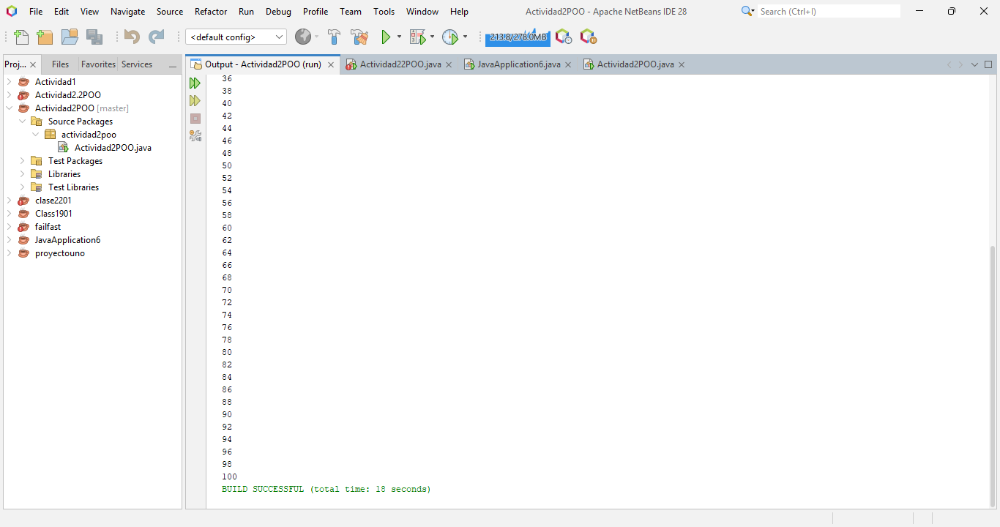 File Edit View Navigate Source Refactor Run Debug Profile Team Tools Window Help
Actividad2POO - Apache NetBeans IDE 28
Search (Ctrl+I)
<default config>
213.8/278.0MB
Proj... Files Favorites Services
Output - Actividad2POO (run) Actividad22POO.java JavaApplication6.java Actividad2POO.java
Actividad1
Actividad2.2POO
Actividad2POO [master]
Source Packages
actividad2poo
Actividad2POO.java
Test Packages
Libraries
Test Libraries
clase2201
Class1901
failfast
JavaApplication6
proyectouno
36
38
40
42
44
46
48
50
52
54
56
58
60
62
64
66
68
70
72
74
76
78
80
82
84
86
88
90
92
94
96
98
100
BUILD SUCCESSFUL (total time: 18 seconds)